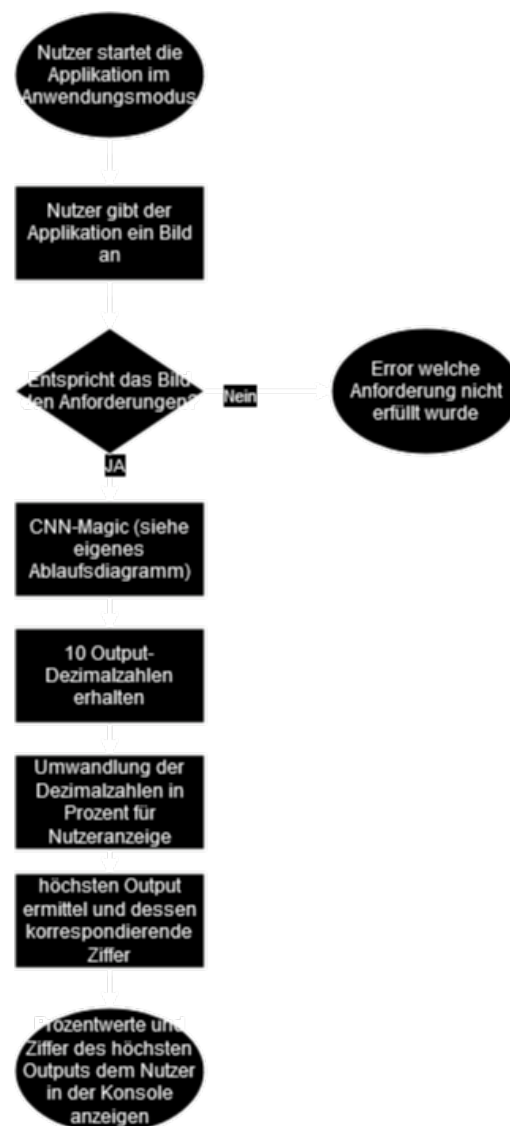 Nutzer startet die
Applikation im
Anwendungsmodus
Nutzer gibt der
Applikation ein Bild
an
Entspricht das Bild
den Anforderungen?
Nein
Error welche
Anforderung nicht
erfüllt wurde
JA
CNN-Magic (siehe
eigenes
Ablaufsdiagramm)
10 Output-
Dezimalzahlen
erhalten
Umwandlung der
Dezimalzahlen in
Prozent für
Nutzeranzeige
höchsten Output
ermittel und dessen
korrespondierende
Ziffer
Prozentwerte und
Ziffer des höchsten
Outputs dem Nutzer
in der Konsole
anzeigen